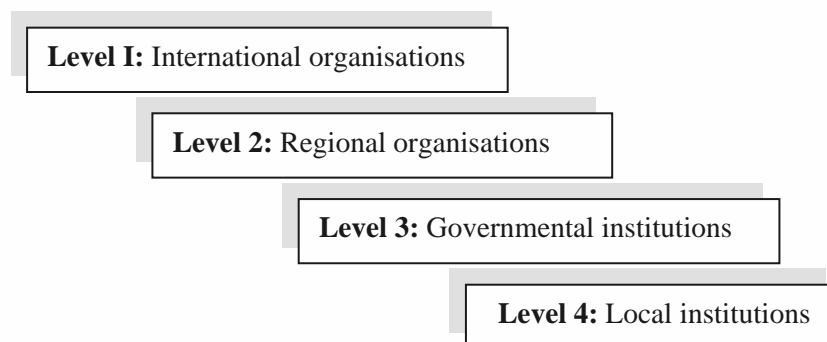 Level I: International organisations
Level 2: Regional organisations
Level 3: Governmental institutions
Level 4: Local institutions